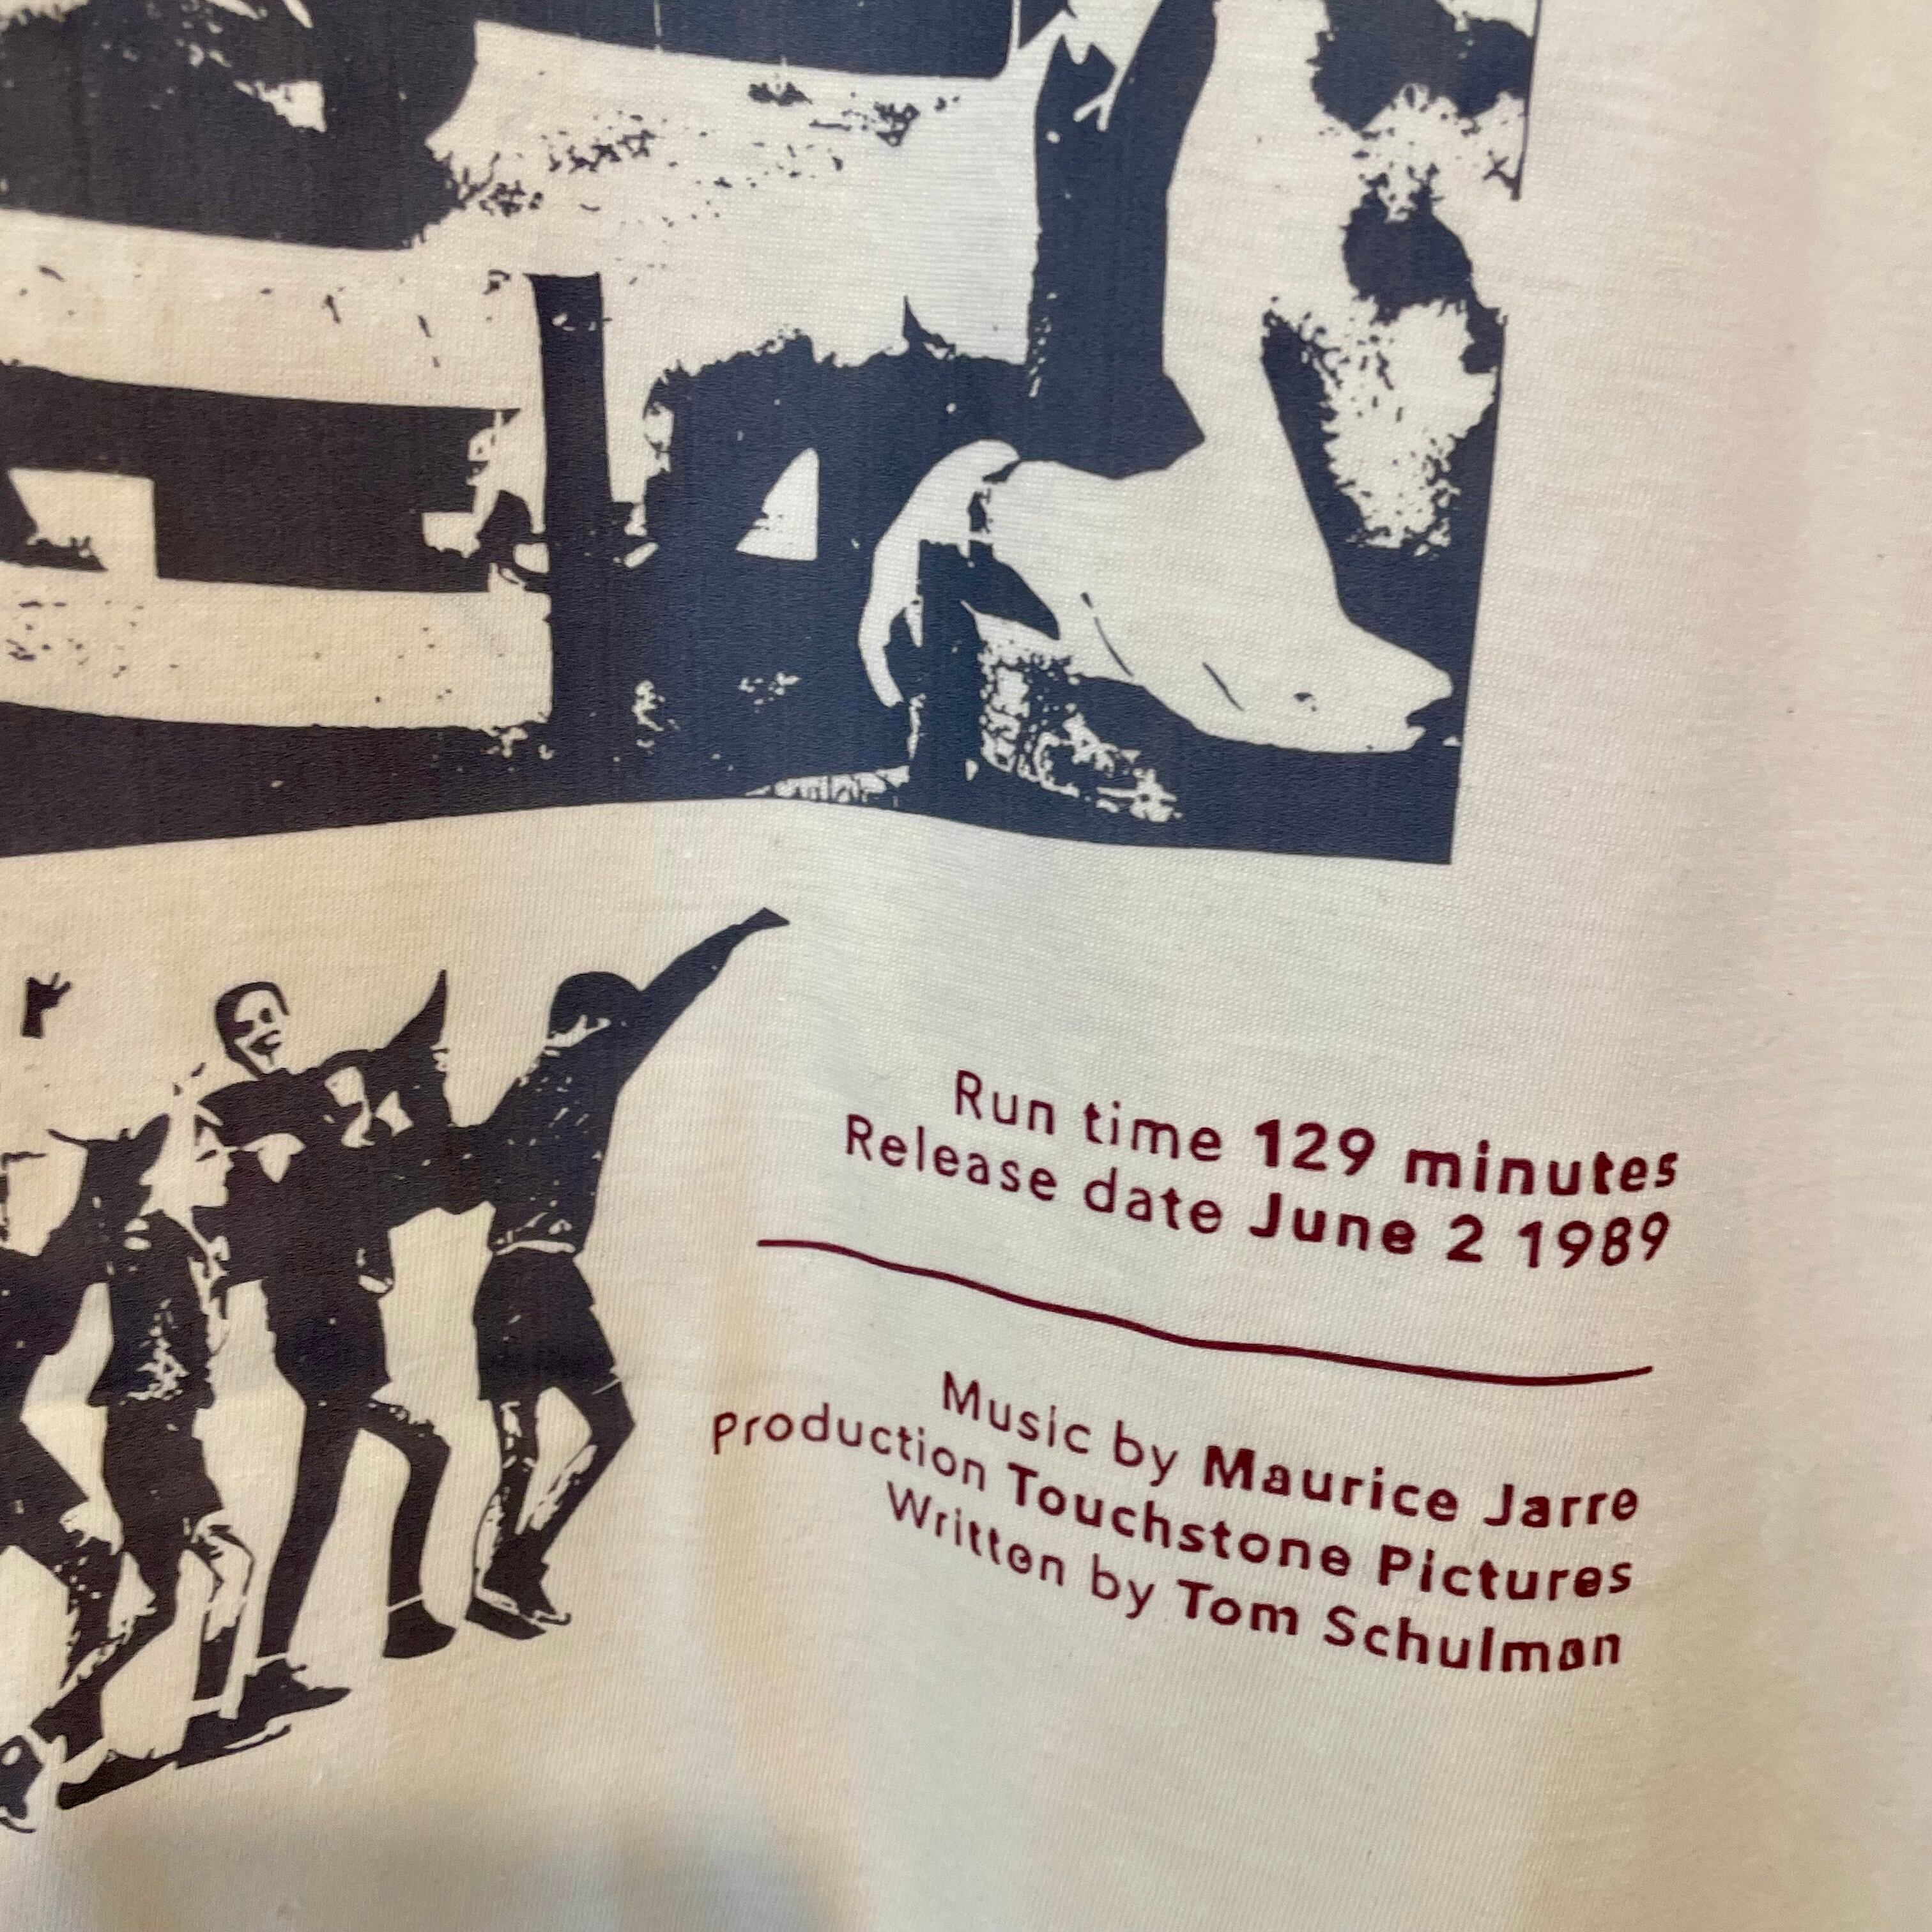 Run time 129 minutes
Release date June 2 1989
Music by Maurice Jarre
production Touchstone Pictures
Written by Tom Schulman